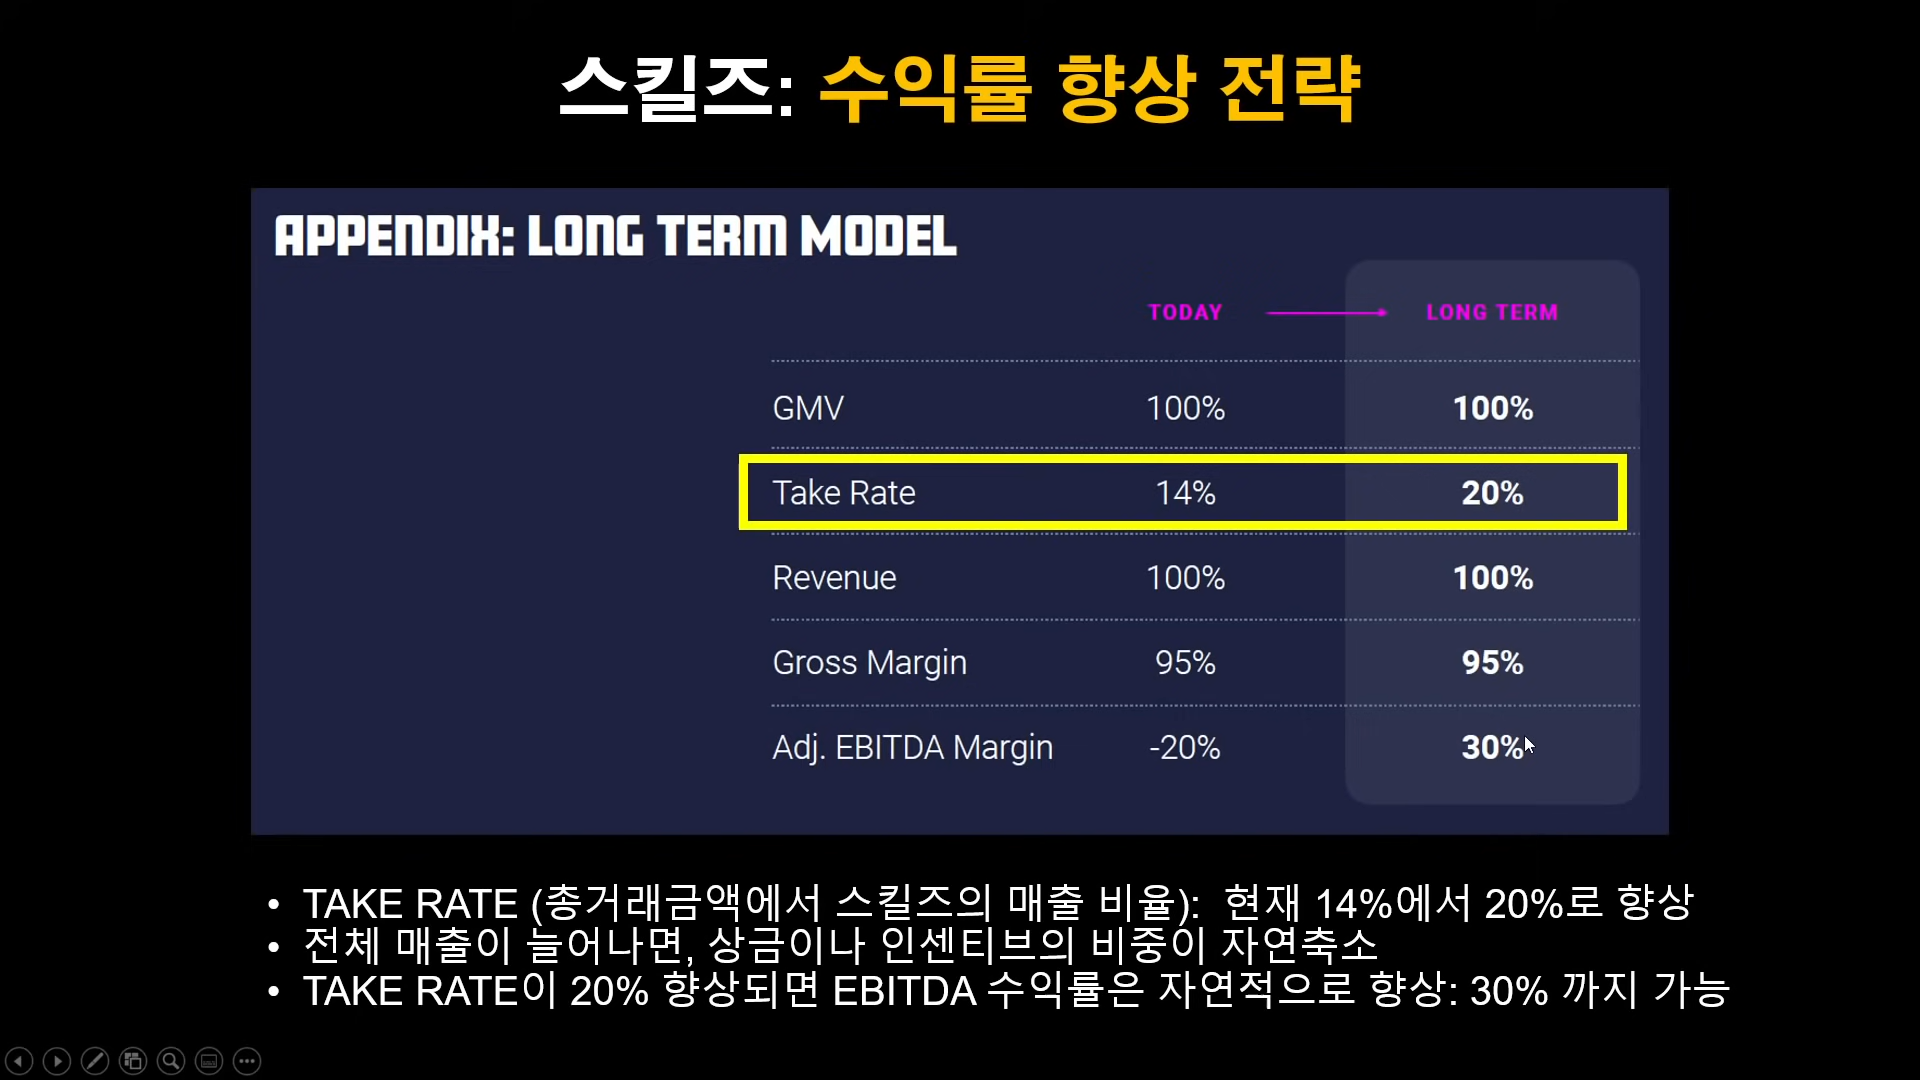 스킬즈: 수익률 향상 전략
APPENDIX: LONG TERM MODEL
TODAY LONG TERM
GMV 100% 100%
Take Rate 14% 20%
Revenue 100% 100%
Gross Margin 95% 95%
Adj. EBITDA Margin -20% 30%
• TAKE RATE (총거래금액에서 스킬즈의 매출 비율): 현재 14%에서 20%로 향상
• 전체 매출이 늘어나면, 상금이나 인센티브의 비중이 자연축소
• TAKE RATE이 20% 향상되면 EBITDA 수익률은 자연적으로 향상: 30% 까지 가능